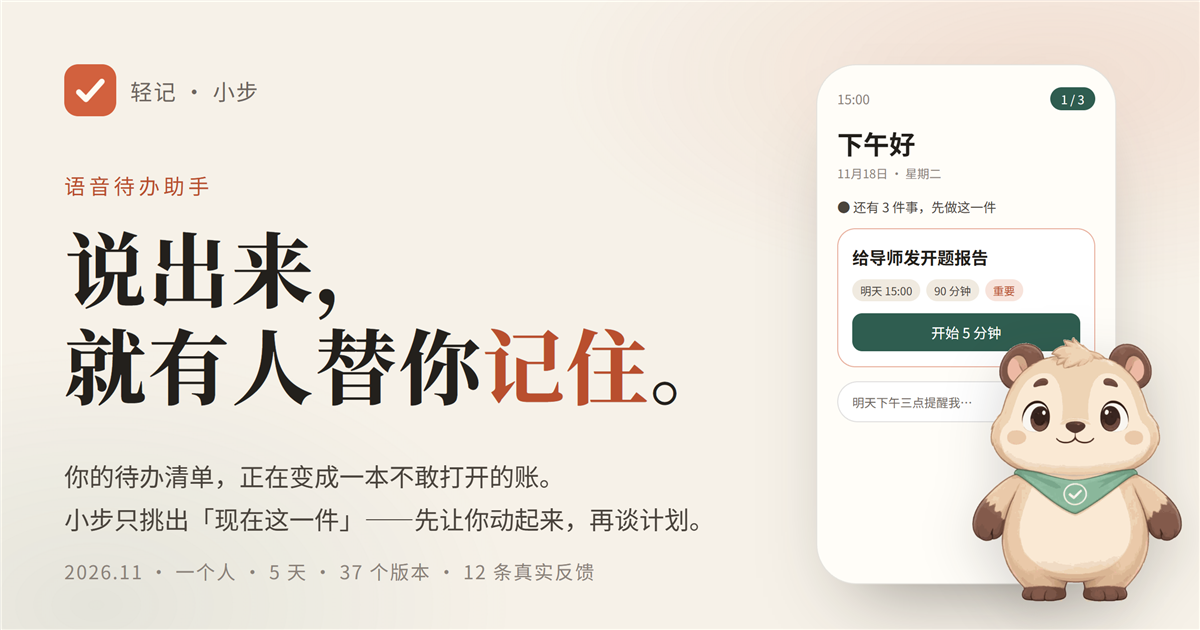 轻记 · 小步
语音待办助手
说出来，
就有人替你记住。
你的待办清单，正在变成一本不敢打开的账。
小步只挑出「现在这一件」——先让你动起来，再谈计划。
2026.11 · 一个人 · 5 天 · 37 个版本 · 12 条真实反馈
15:00
1 / 3
下午好
11月18日 · 星期二
还有 3 件事，先做这一件
给导师发开题报告
明天 15:00
90 分钟
重要
开始 5 分钟
明天下午三点提醒我…